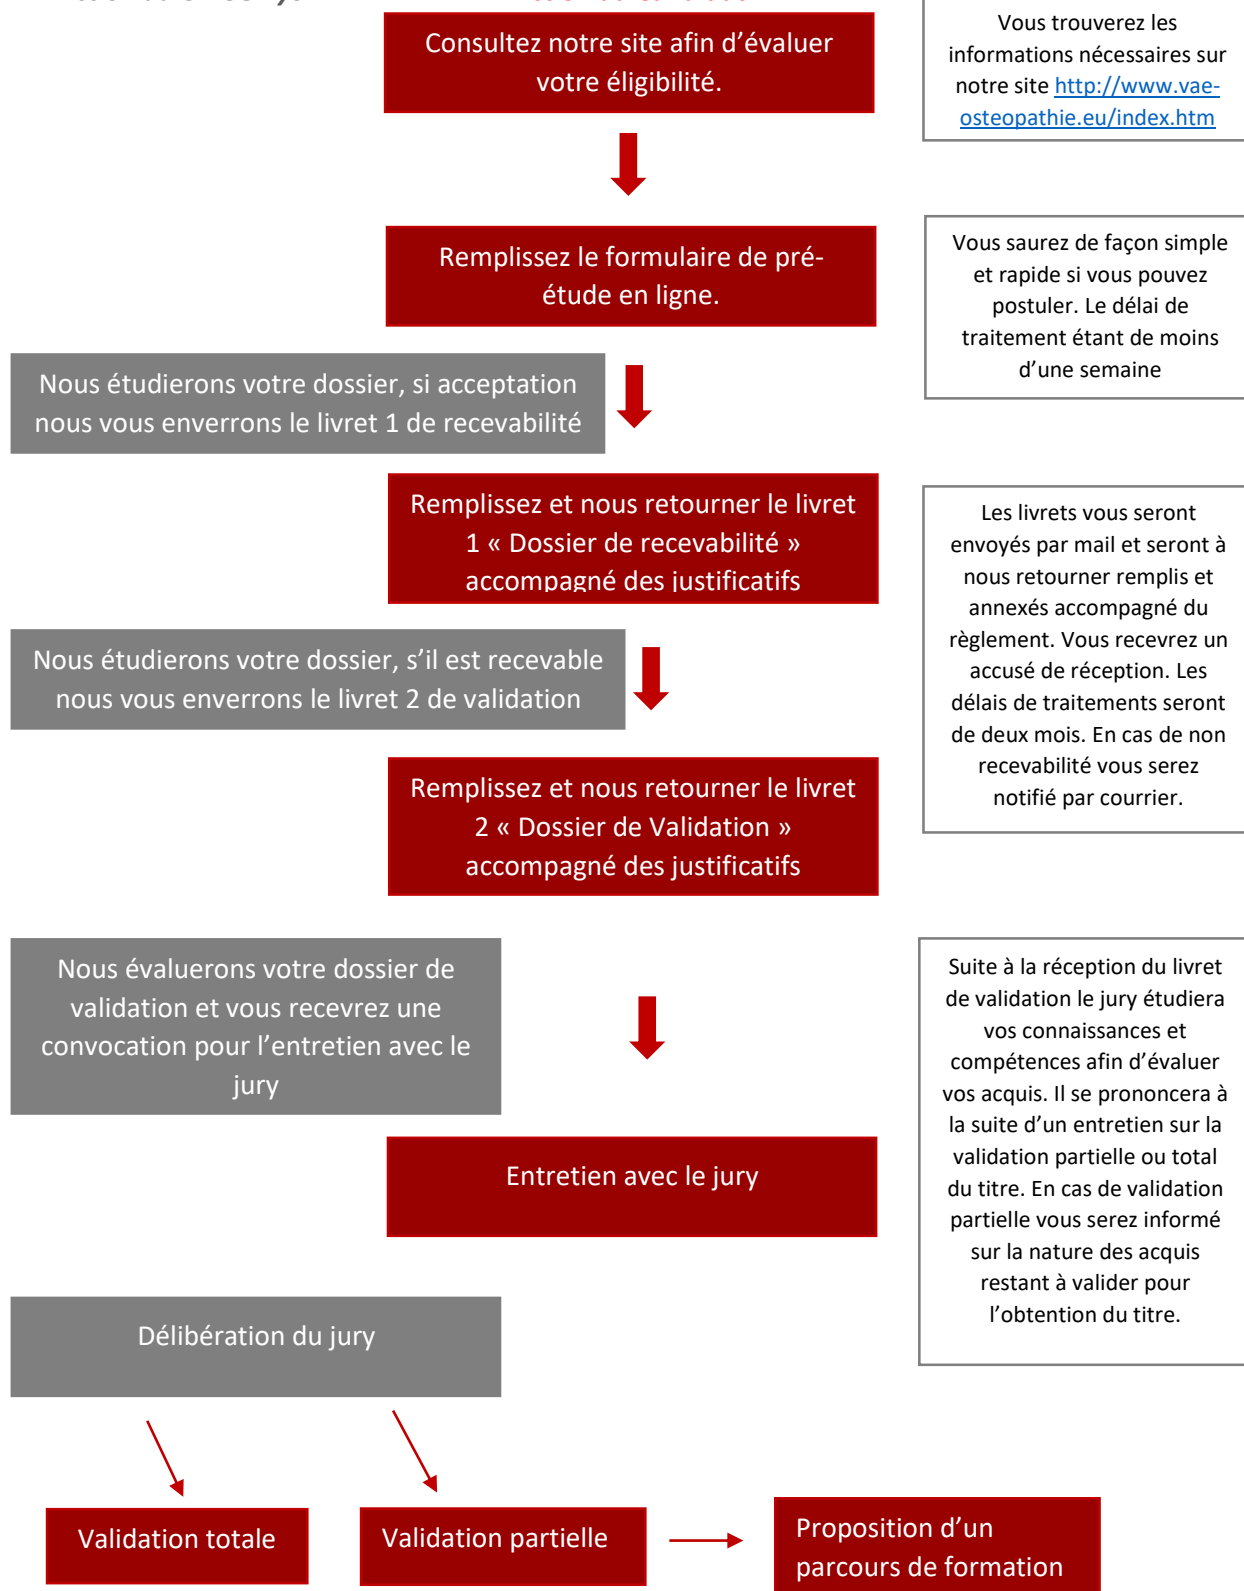 Consultez notre site afin d’évaluer
votre éligibilité.
Vous trouverez les
informations nécessaires sur
notre site http://www.vae-
osteopathie.eu/index.htm
Remplissez le formulaire de pré-
étude en ligne.
Vous saurez de façon simple
et rapide si vous pouvez
postuler. Le délai de
traitement étant de moins
d’une semaine
Nous étudierons votre dossier, si acceptation
nous vous enverrons le livret 1 de recevabilité
Remplissez et nous retourner le livret
1 « Dossier de recevabilité »
accompagné des justificatifs
Les livrets vous seront
envoyés par mail et seront à
nous retourner remplis et
annexés accompagné du
règlement. Vous recevrez un
accusé de réception. Les
délais de traitements seront
de deux mois. En cas de non
recevabilité vous serez
notifié par courrier.
Nous étudierons votre dossier, s’il est recevable
nous vous enverrons le livret 2 de validation
Remplissez et nous retourner le livret
2 « Dossier de Validation »
accompagné des justificatifs
Nous évaluerons votre dossier de
validation et vous recevrez une
convocation pour l’entretien avec le
jury
Suite à la réception du livret
de validation le jury étudiera
vos connaissances et
compétences afin d’évaluer
vos acquis. Il se prononcera à
la suite d’un entretien sur la
validation partielle ou total
du titre. En cas de validation
partielle vous serez informé
sur la nature des acquis
restant à valider pour
l’obtention du titre.
Entretien avec le jury
Délibération du jury
Validation totale
Validation partielle
Proposition d’un
parcours de formation